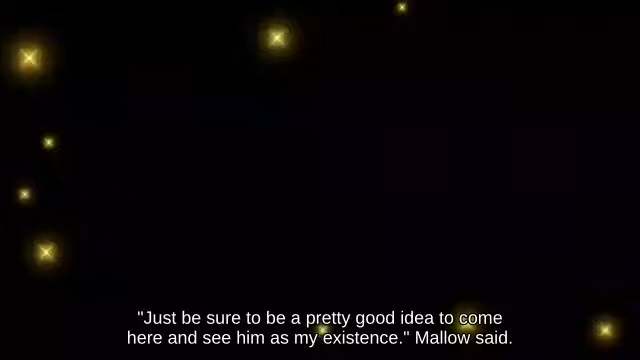 "Just be sure to be a pretty good idea to come
here and see him as my existence." Mallow said.